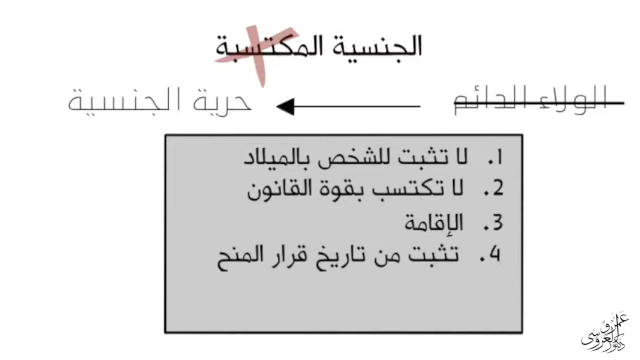 الجنسية المكتسبة
الولاء الدائم حرية الجنسية
1. لا تثبت للشخص بالميلاد
2. لا تكتسب بقوة القانون
3. الإقامة
4. تثبت من تاريخ قرار المنح